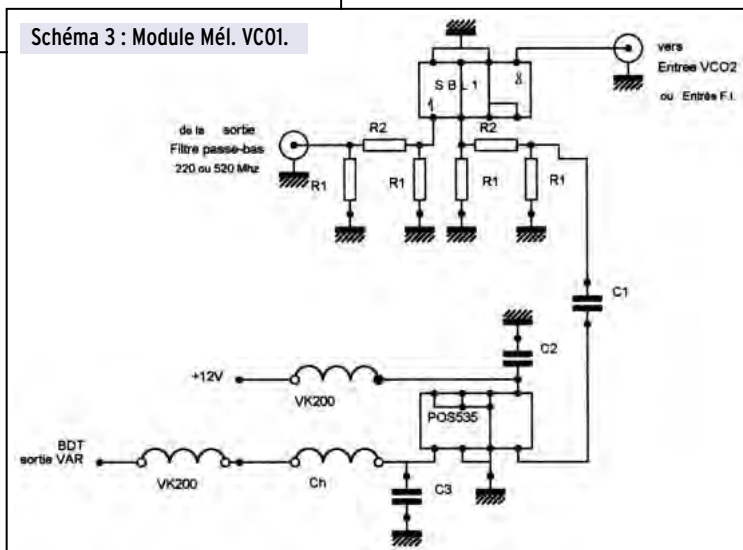 Schéma 3 : Module Mél. VCO1.
vers
Entrée VCO2
ou Entrés F.I.
S B L 1
8
1
de la sortie
Filtre passe-bas
220 ou 520 Mhz
R2
R2
R1
R1
R1
R1
C1
C2
+12V
VK200
POS535
BDT
sortie VAR
VK200
Ch
C3